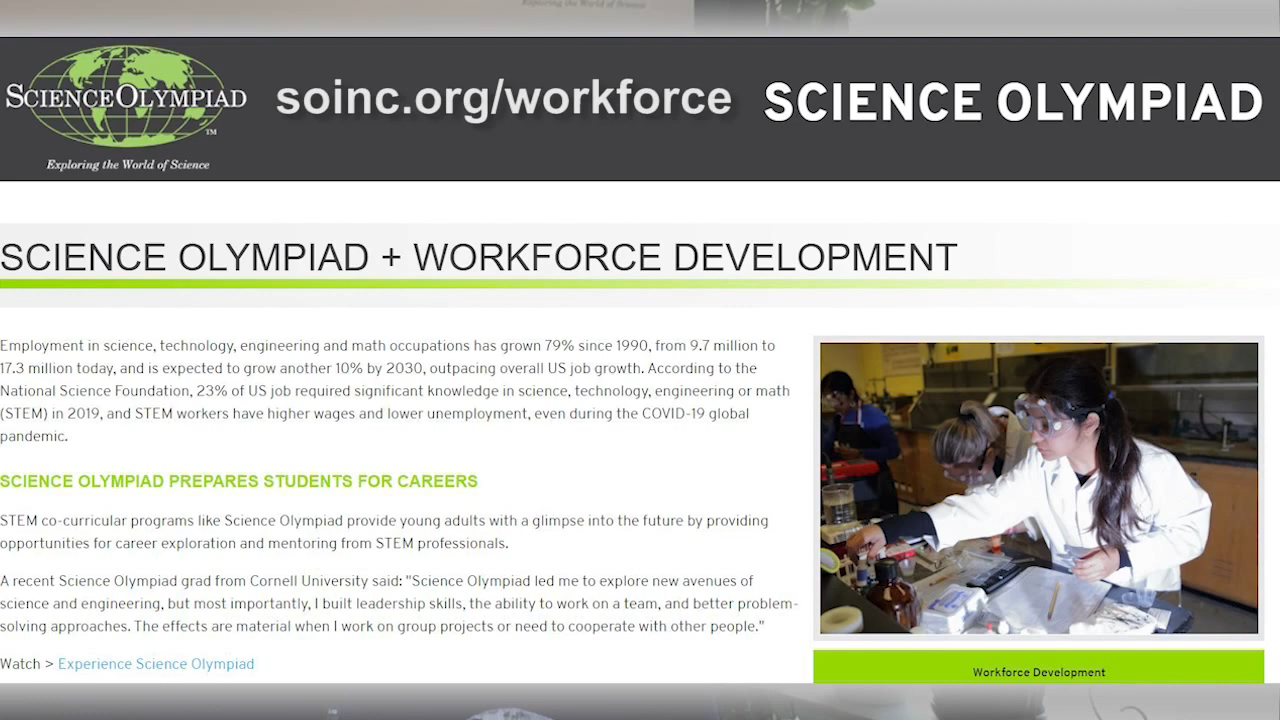 Exploring the World of Science
SCIENCE OLYMPIAD
TM
Exploring the World of Science
soinc.org/workforce
SCIENCE OLYMPIAD
SCIENCE OLYMPIAD + WORKFORCE DEVELOPMENT
Employment in science, technology, engineering and math occupations has grown 79% since 1990, from 9.7 million to
17.3 million today, and is expected to grow another 10% by 2030, outpacing overall US job growth. According to the
National Science Foundation, 23% of US job required significant knowledge in science, technology, engineering or math
(STEM) in 2019, and STEM workers have higher wages and lower unemployment, even during the COVID-19 global
pandemic.
SCIENCE OLYMPIAD PREPARES STUDENTS FOR CAREERS
STEM co-curricular programs like Science Olympiad provide young adults with a glimpse into the future by providing
opportunities for career exploration and mentoring from STEM professionals.
A recent Science Olympiad grad from Cornell University said: "Science Olympiad led me to explore new avenues of
science and engineering, but most importantly, I built leadership skills, the ability to work on a team, and better problem-
solving approaches. The effects are material when I work on group projects or need to cooperate with other people."
Watch > Experience Science Olympiad
Workforce Development